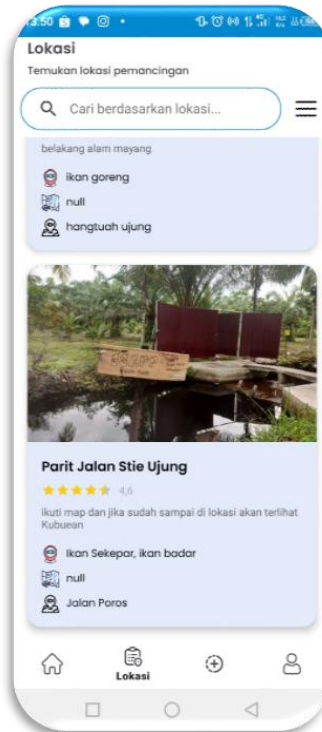 3.50
Lokasi
Temukan lokasi pemancingan
Cari berdasarkan lokasi...
belakang alam mayang
ikan goreng
null
hangtuah ujung
Parit Jalan Stie Ujung
4,6
ikuti map dan jika sudah sampai di lokasi akan terlihat
Kubuean
Ikan Sekepar, ikan badar
null
Jalan Poros
Lokasi